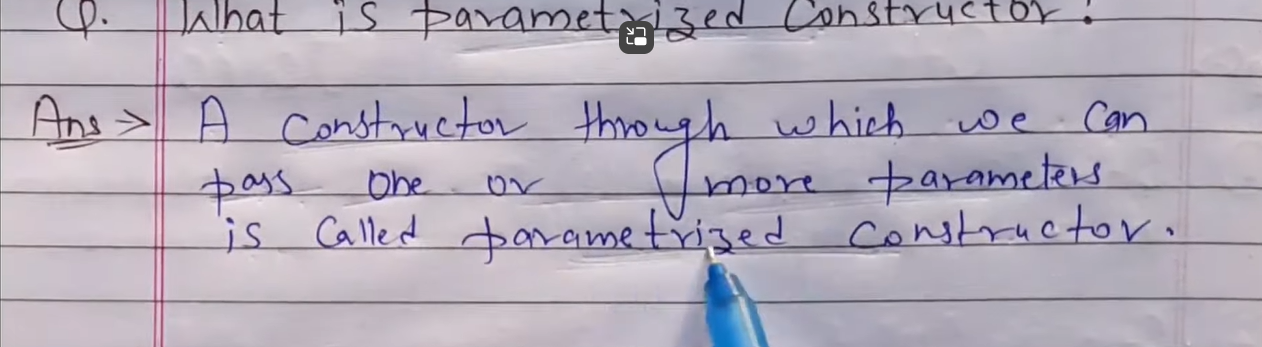 Q. What is parametrized Constructor?
Ans → A Constructor through which we Can
pass One or more parameters
is Called parametrized Constructor.